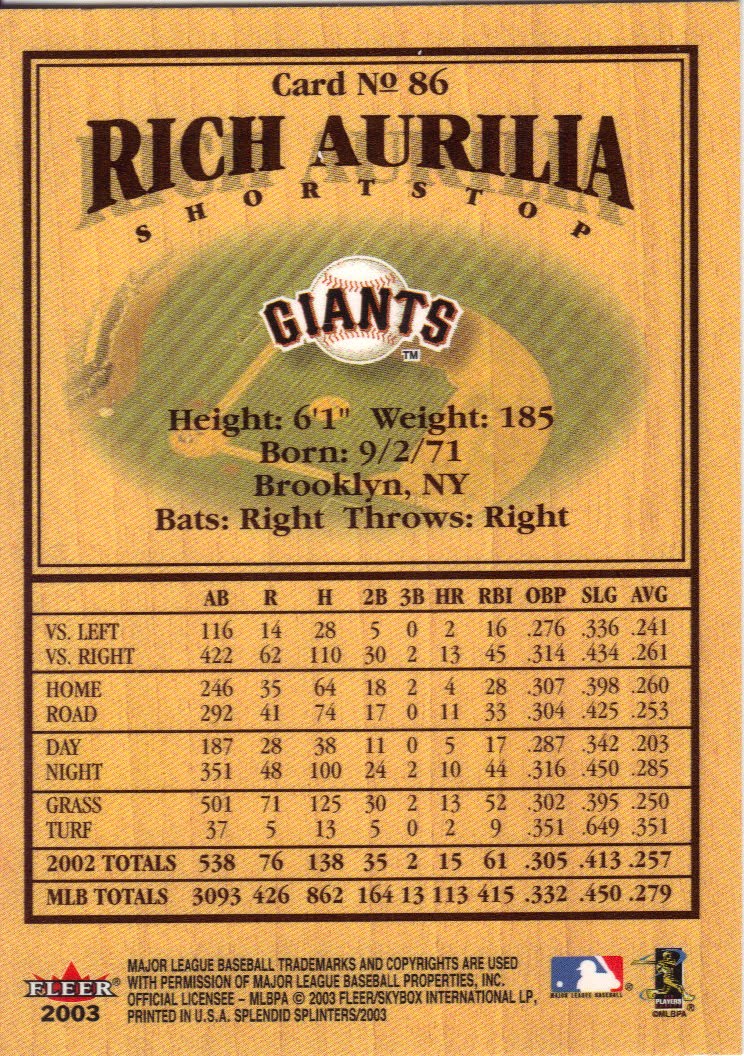 Card Nº 86
RICH AURILIA
SHORTSTOP
GIANTS
TM
Height: 6'1" Weight: 185
Born: 9/2/71
Brooklyn, NY
Bats: Right Throws: Right
AB R H 2B 3B HR RBI OBP SLG AVG
VS. LEFT 116 14 28 5 0 2 16 .276 .336 .241
VS. RIGHT 422 62 110 30 2 13 45 .314 .434 .261
HOME 246 35 64 18 2 4 28 .307 .398 .260
ROAD 292 41 74 17 0 11 33 .304 .425 .253
DAY 187 28 38 11 0 5 17 .287 .342 .203
NIGHT 351 48 100 24 2 10 44 .316 .450 .285
GRASS 501 71 125 30 2 13 52 .302 .395 .250
TURF 37 5 13 5 0 2 9 .351 .649 .351
2002 TOTALS 538 76 138 35 2 15 61 .305 .413 .257
MLB TOTALS 3093 426 862 164 13 113 415 .332 .450 .279
FLEER®
2003
MAJOR LEAGUE BASEBALL TRADEMARKS AND COPYRIGHTS ARE USED
WITH PERMISSION OF MAJOR LEAGUE BASEBALL PROPERTIES, INC.
OFFICIAL LICENSEE – MLBPA © 2003 FLEER/SKYBOX INTERNATIONAL LP,
PRINTED IN U.S.A. SPLENDID SPLINTERS/2003
MAJOR LEAGUE BASEBALL ®
PLAYERS ®
©MLBPA